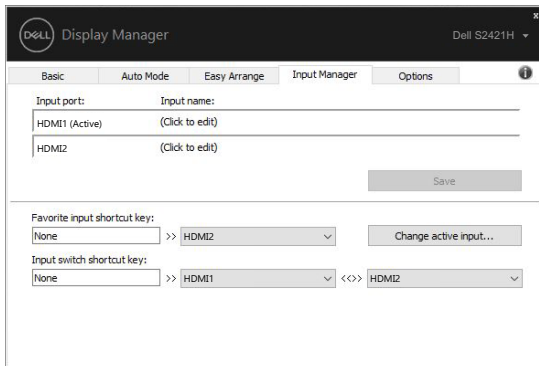 DELL Display Manager Dell S2421H
Basic Auto Mode Easy Arrange Input Manager Options
Input port: Input name:
HDMI1 (Active) (Click to edit)
HDMI2 (Click to edit)
Save
Favorite input shortcut key:
None >> HDMI2 Change active input...
Input switch shortcut key:
None >> HDMI1 <<>> HDMI2